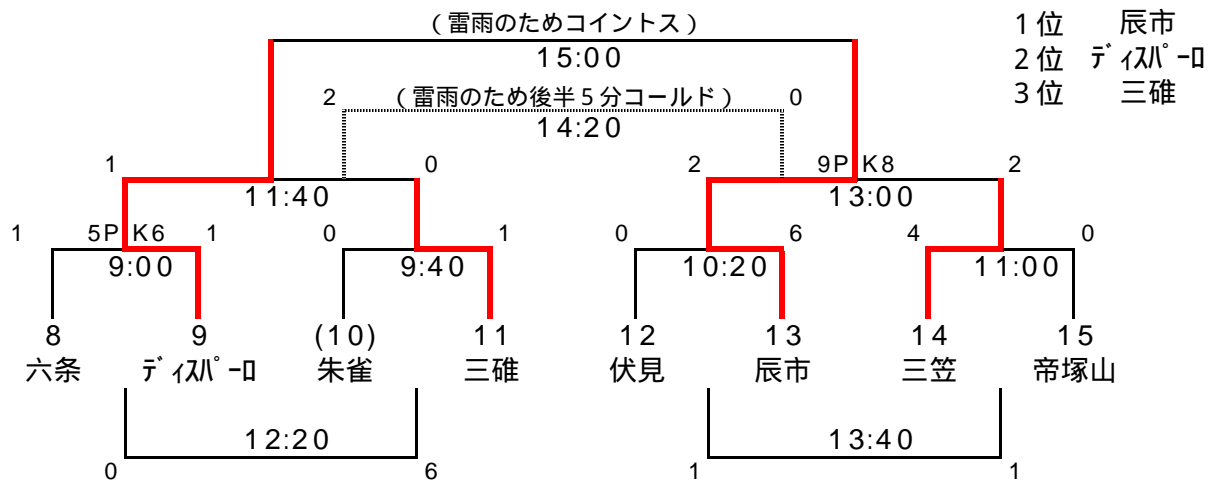 (雷雨のためコイントス)
15:00
1位 辰市
2位 ディスパーロ
3位 三碓
2 (雷雨のため後半5分コールド) 0
14:20
1 0 2 9PK8 2
11:40 13:00
1 5PK6 1 0 1 0 6 4 0
9:00 9:40 10:20 11:00
8 9 (10) 11 12 13 14 15
六条 ディスパーロ 朱雀 三碓 伏見 辰市 三笠 帝塚山
12:20 13:40
0 6 1 1